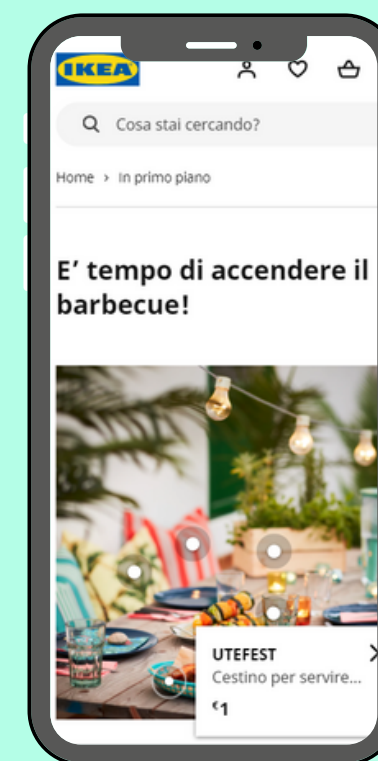 IKEA
Cosa stai cercando?
Home > In primo piano
E’ tempo di accendere il
barbecue!
UTEFEST
Cestino per servire...
€1